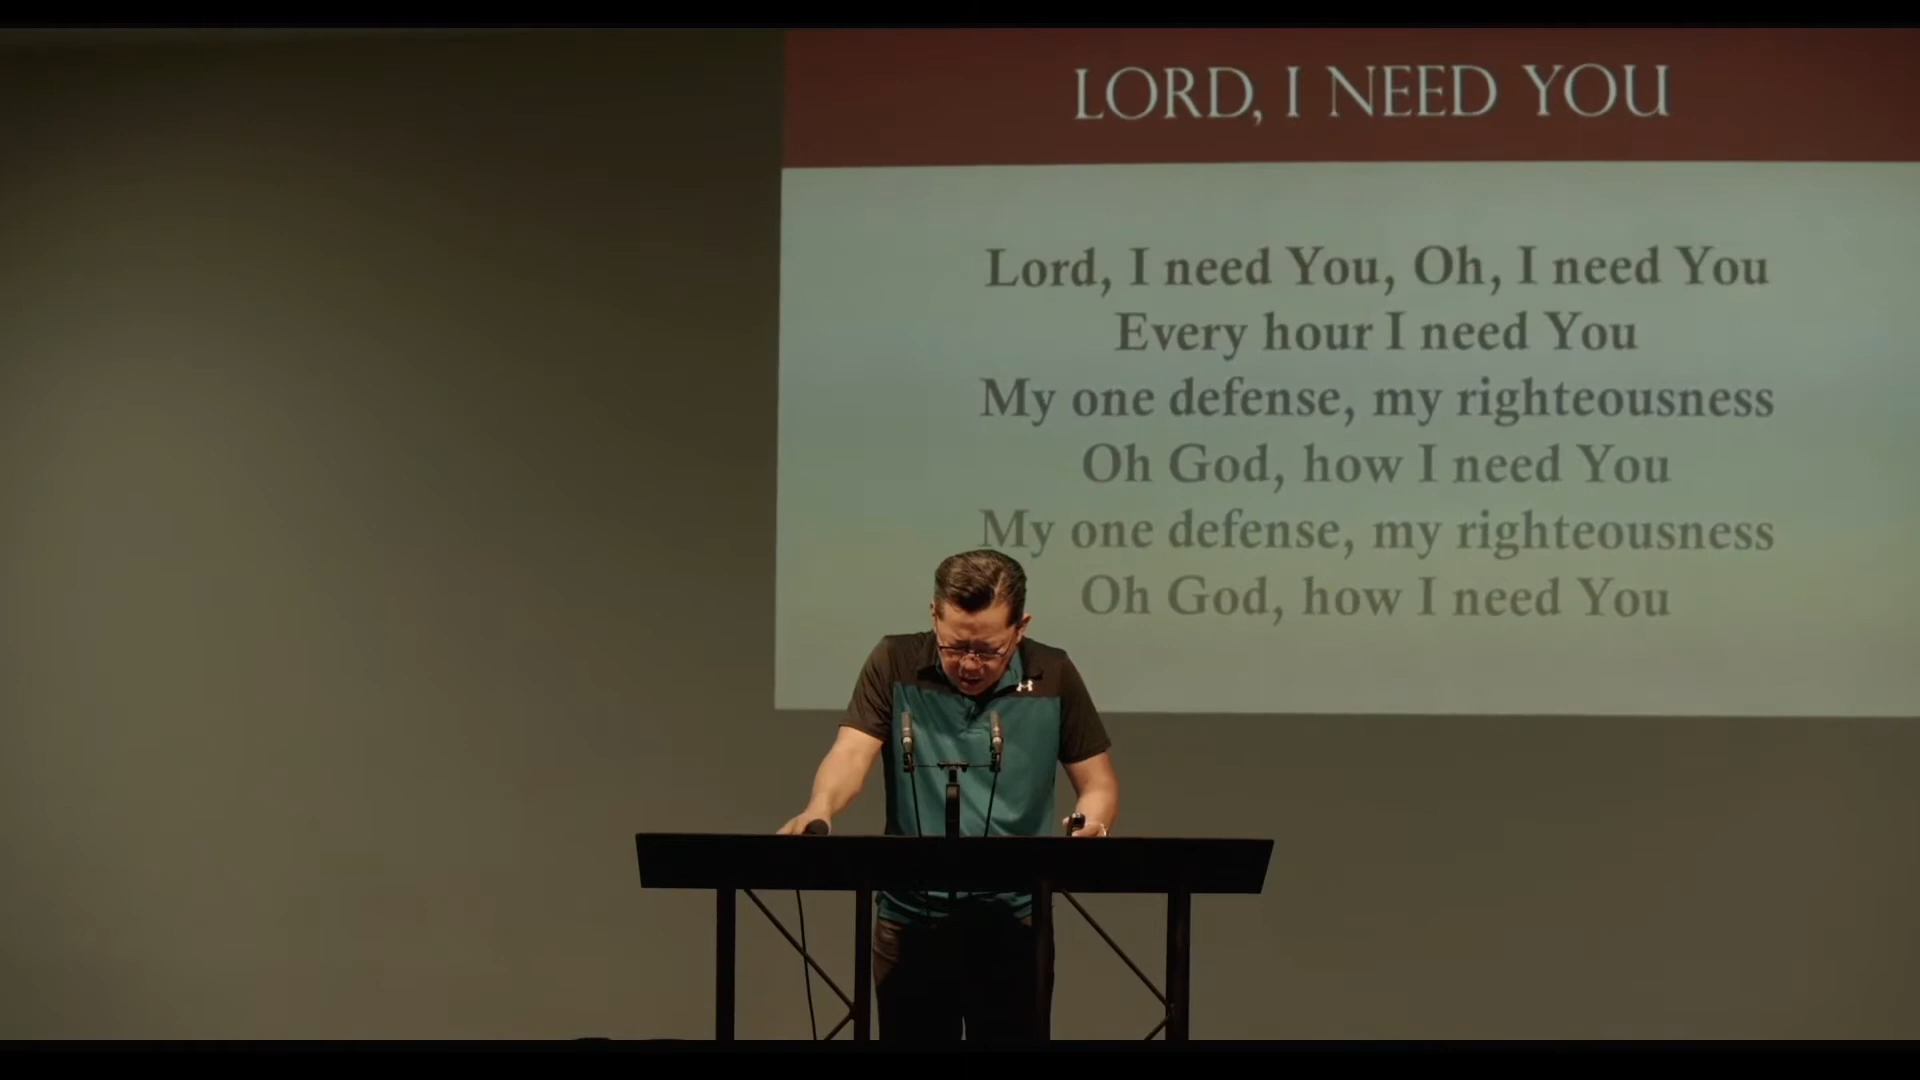 LORD, I NEED YOU
Lord, I need You, Oh, I need You
Every hour I need You
My one defense, my righteousness
Oh God, how I need You
My one defense, my righteousness
Oh God, how I need You